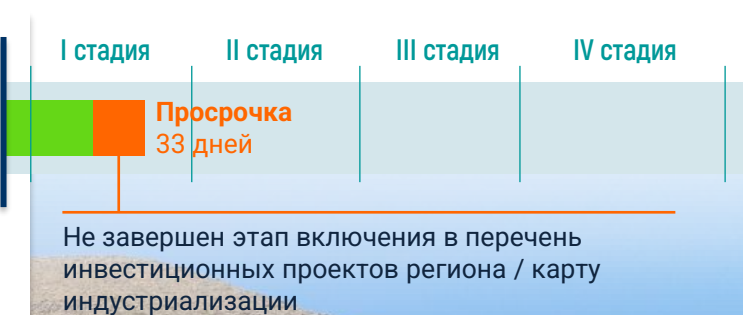 I стадия II стадия III стадия IV стадия
Просрочка
33 дней
Не завершен этап включения в перечень
инвестиционных проектов региона / карту
индустриализации